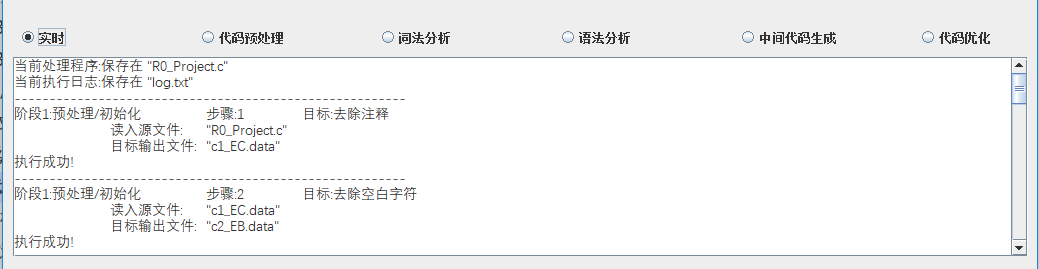 实时 代码预处理 词法分析 语法分析 中间代码生成 代码优化
当前处理程序:保存在 "R0_Project.c"
当前执行日志:保存在 "log.txt"
------------------------------------------------------------
阶段1:预处理/初始化 步骤:1 目标:去除注释
读入源文件: "R0_Project.c"
目标输出文件: "c1_EC.data"
执行成功!
------------------------------------------------------------
阶段1:预处理/初始化 步骤:2 目标:去除空白字符
读入源文件: "c1_EC.data"
目标输出文件: "c2_EB.data"
执行成功!